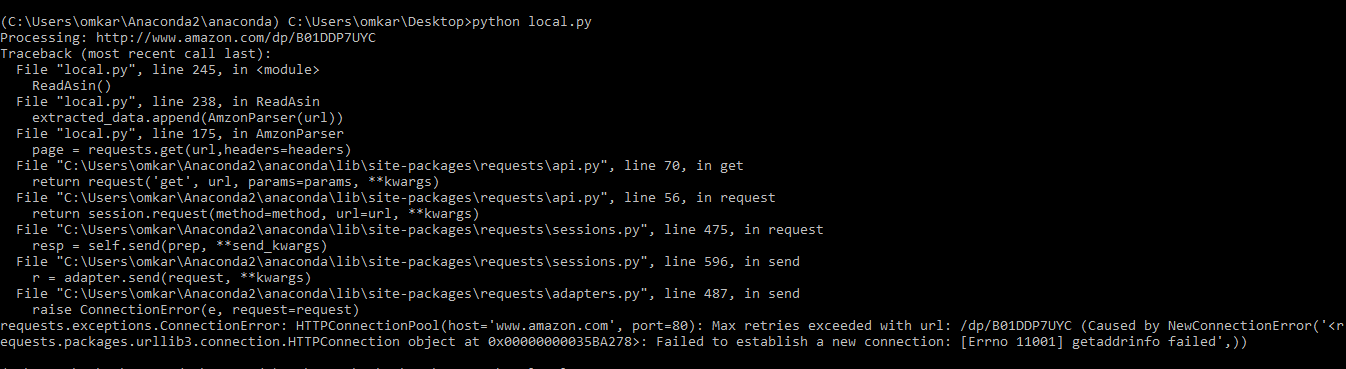 (C:\Users\omkar\Anaconda2\anaconda) C:\Users\omkar\Desktop>python local.py
Processing: http://www.amazon.com/dp/B01DDP7UYC
Traceback (most recent call last):
  File "local.py", line 245, in <module>
    ReadAsin()
  File "local.py", line 238, in ReadAsin
    extracted_data.append(AmzonParser(url))
  File "local.py", line 175, in AmzonParser
    page = requests.get(url,headers=headers)
  File "C:\Users\omkar\Anaconda2\anaconda\lib\site-packages\requests\api.py", line 70, in get
    return request('get', url, params=params, **kwargs)
  File "C:\Users\omkar\Anaconda2\anaconda\lib\site-packages\requests\api.py", line 56, in request
    return session.request(method=method, url=url, **kwargs)
  File "C:\Users\omkar\Anaconda2\anaconda\lib\site-packages\requests\sessions.py", line 475, in request
    resp = self.send(prep, **send_kwargs)
  File "C:\Users\omkar\Anaconda2\anaconda\lib\site-packages\requests\sessions.py", line 596, in send
    r = adapter.send(request, **kwargs)
  File "C:\Users\omkar\Anaconda2\anaconda\lib\site-packages\requests\adapters.py", line 487, in send
    raise ConnectionError(e, request=request)
requests.exceptions.ConnectionError: HTTPConnectionPool(host='www.amazon.com', port=80): Max retries exceeded with url: /dp/B01DDP7UYC (Caused by NewConnectionError('<r
equests.packages.urllib3.connection.HTTPConnection object at 0x00000000035BA278>: Failed to establish a new connection: [Errno 11001] getaddrinfo failed',))